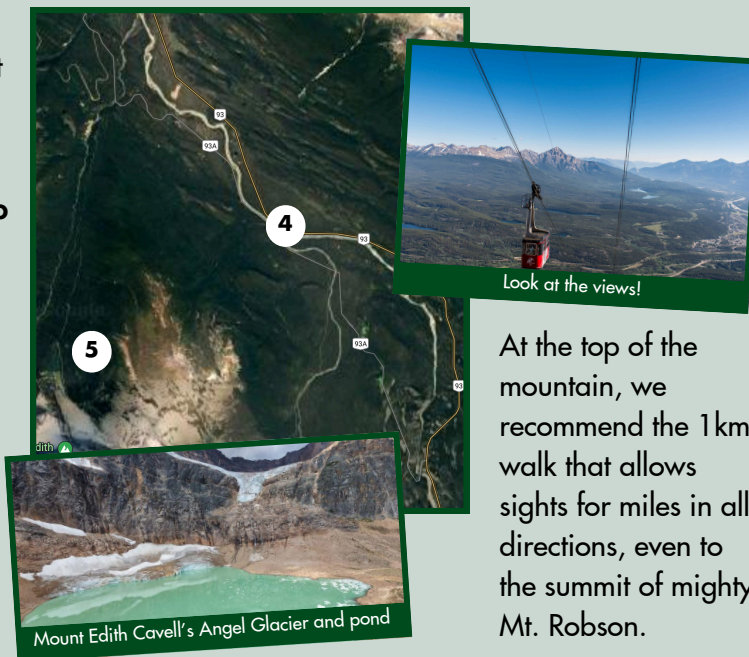 t
o
93
93A
4
93
5
93A
93
dith
Look at the views!
At the top of the
mountain, we
recommend the 1km
walk that allows
sights for miles in all
directions, even to
the summit of mighty
Mt. Robson.
Mount Edith Cavell's Angel Glacier and pond